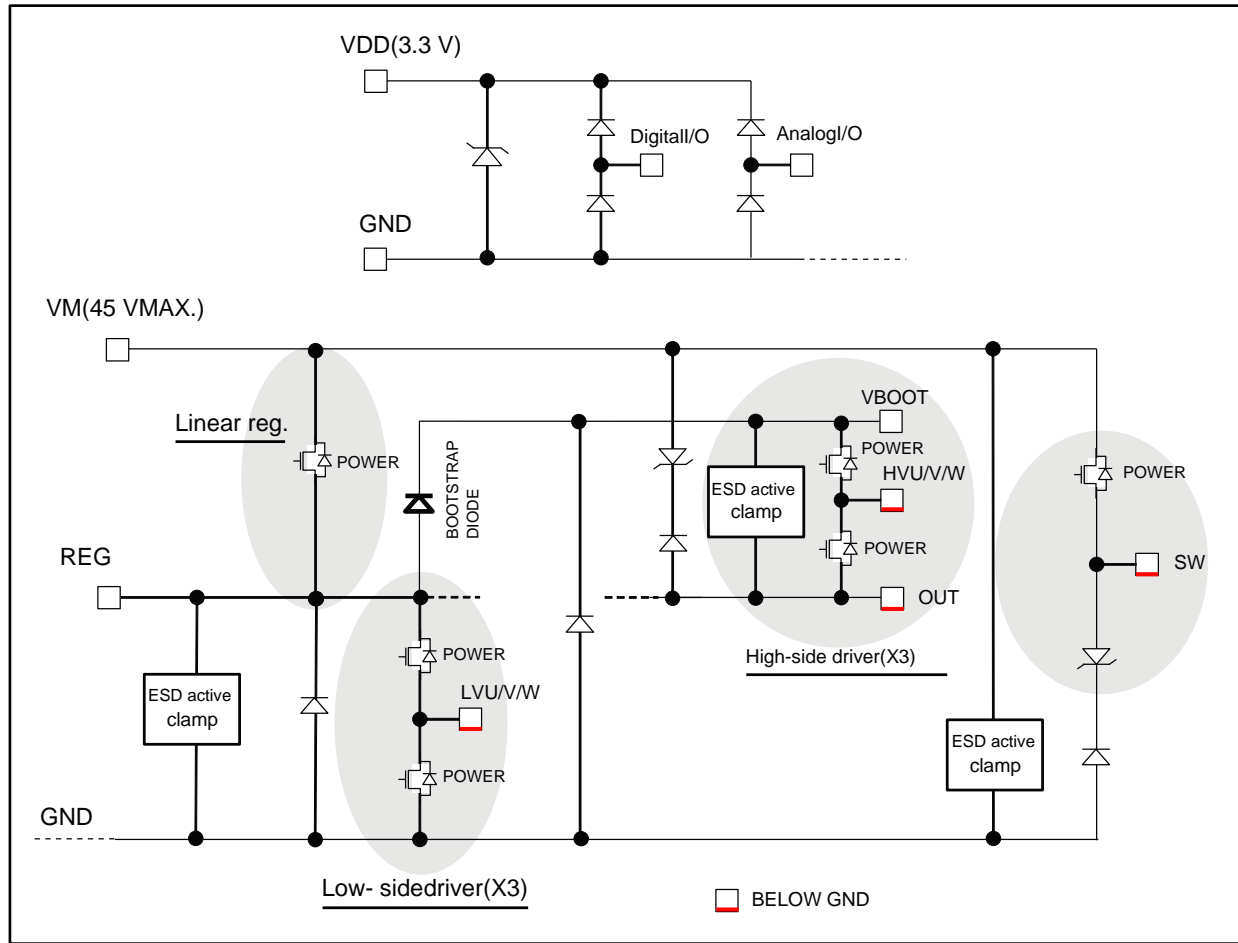 VDD(3.3 V)
DigitalI/O
AnalogI/O
GND
VM(45 VMAX.)
Linear reg.
POWER
BOOTSTRAP
DIODE
VBOOT
POWER
HVU/V/W
ESD active
clamp
POWER
POWER
SW
REG
OUT
High-side driver(X3)
POWER
LVU/V/W
ESD active
clamp
POWER
ESD active
clamp
GND
Low- sidedriver(X3)
BELOW GND